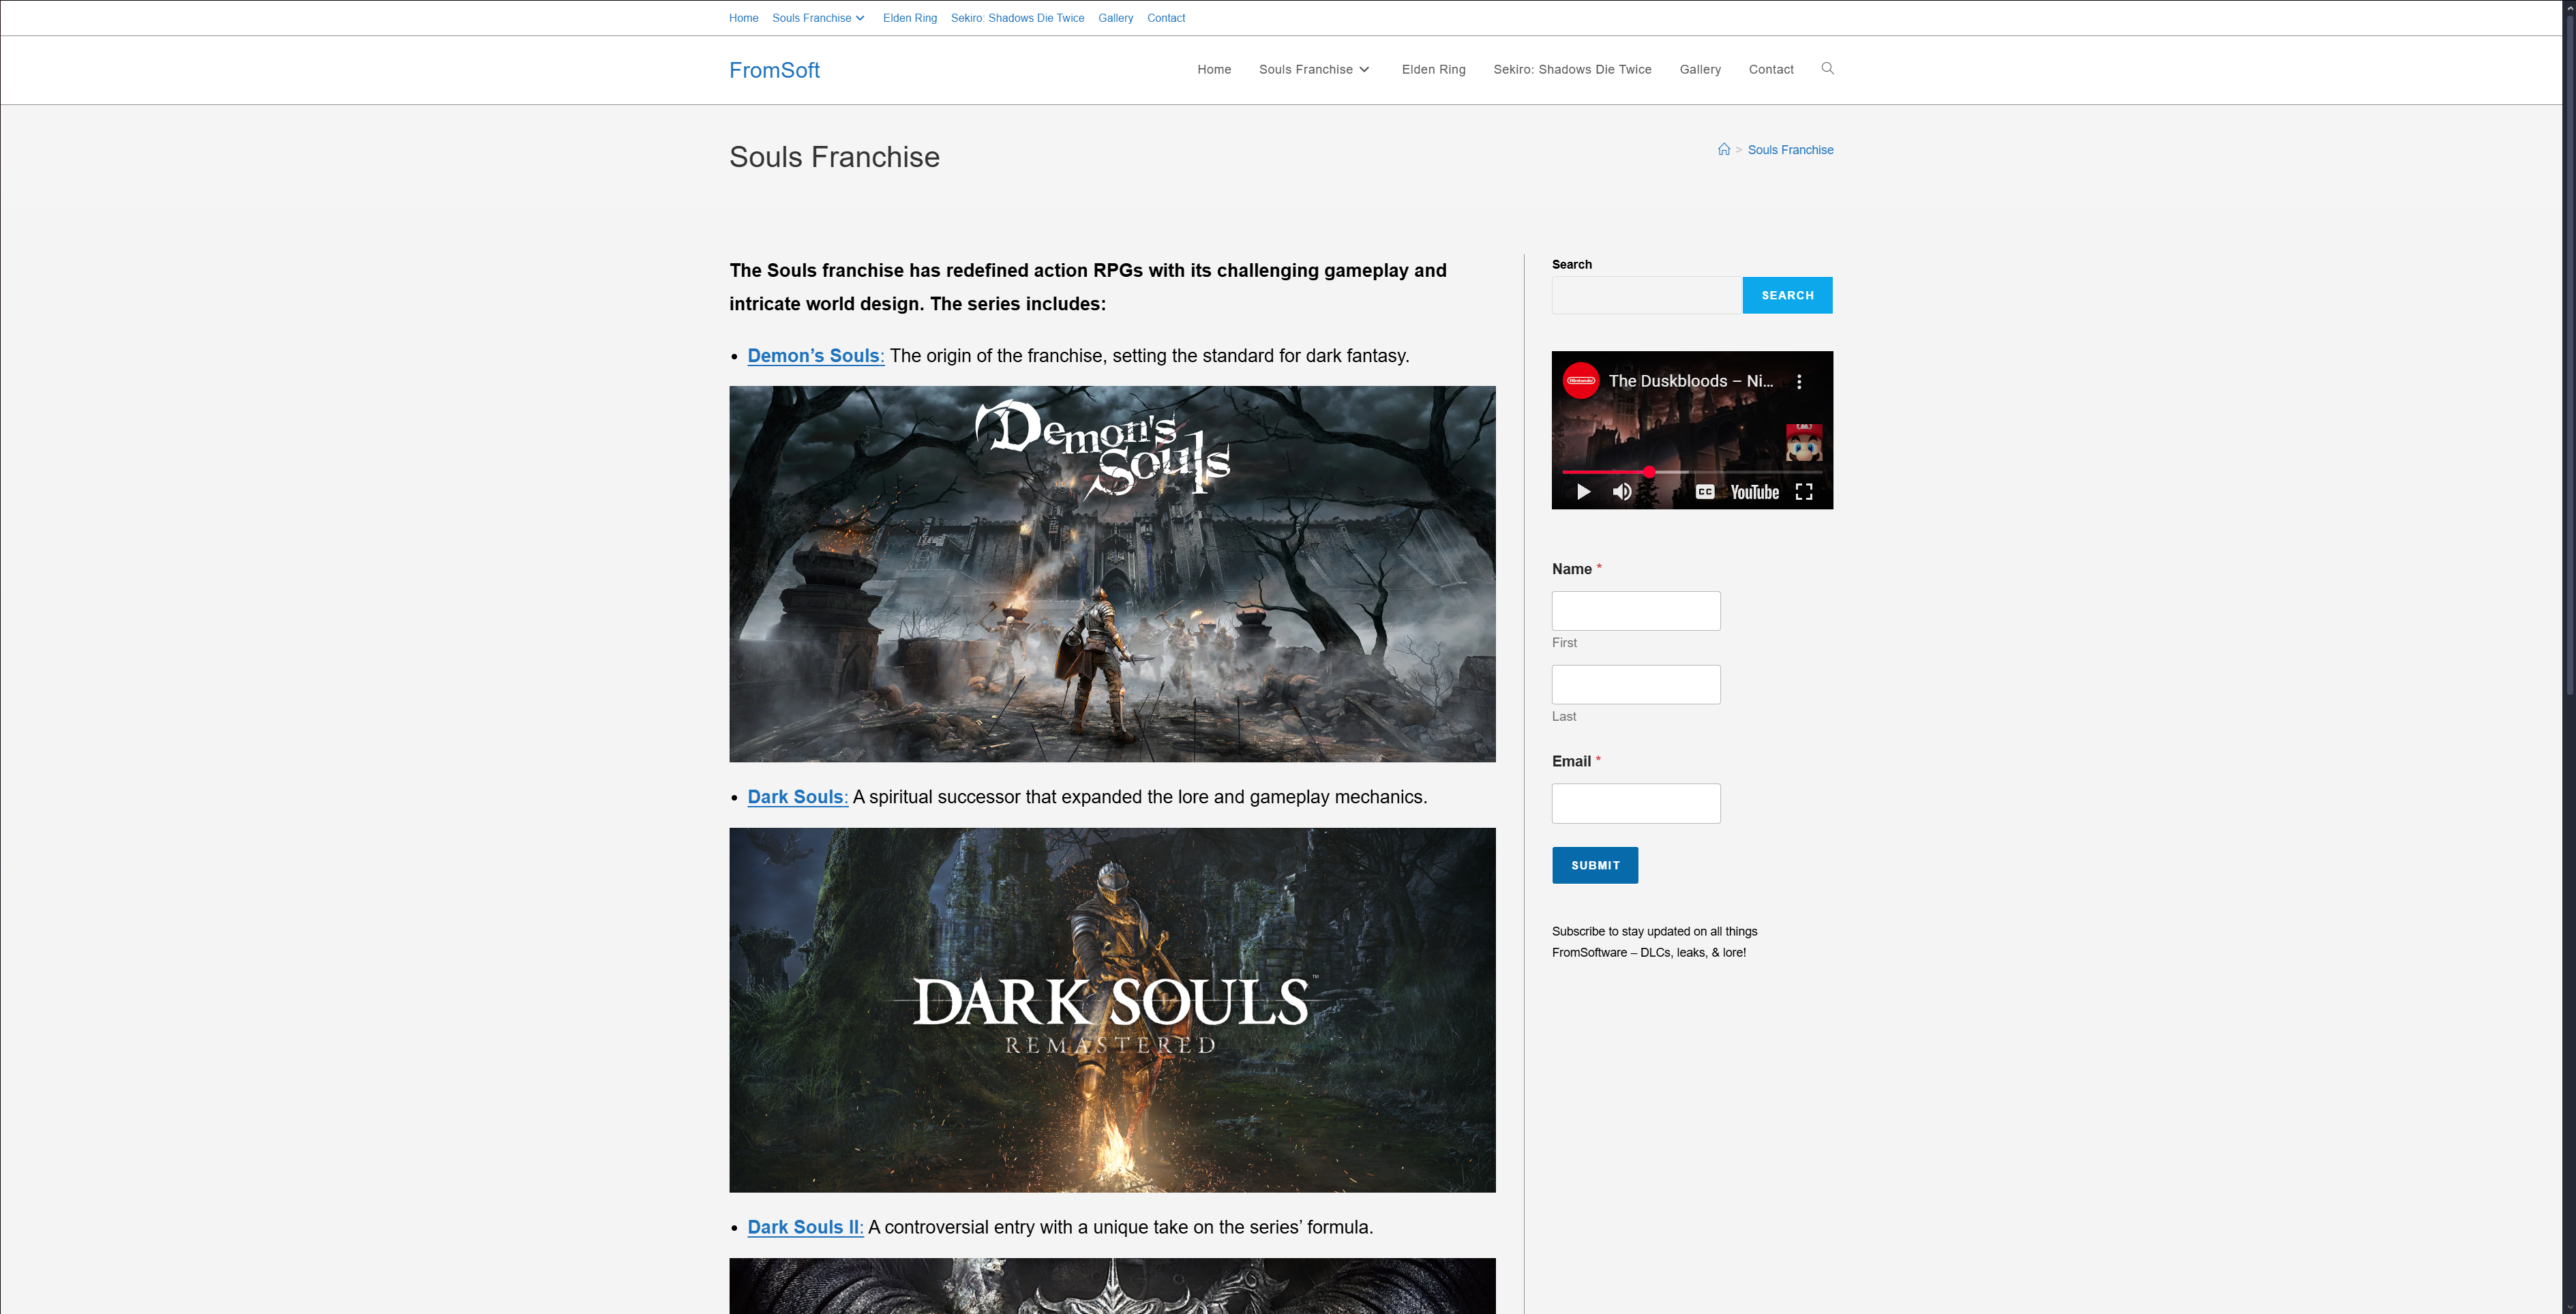 Home Souls Franchise Elden Ring Sekiro: Shadows Die Twice Gallery Contact
FromSoft
Home Souls Franchise Elden Ring Sekiro: Shadows Die Twice Gallery Contact
Souls Franchise
> Souls Franchise
The Souls franchise has redefined action RPGs with its challenging gameplay and
intricate world design. The series includes:
• Demon’s Souls: The origin of the franchise, setting the standard for dark fantasy.
Demon's
Souls
• Dark Souls: A spiritual successor that expanded the lore and gameplay mechanics.
DARK SOULS™
REMASTERED
• Dark Souls II: A controversial entry with a unique take on the series’ formula.
Search
SEARCH
Nintendo
The Duskbloods – Ni...
CC YouTube
Name *
First
Last
Email *
SUBMIT
Subscribe to stay updated on all things
FromSoftware – DLCs, leaks, & lore!